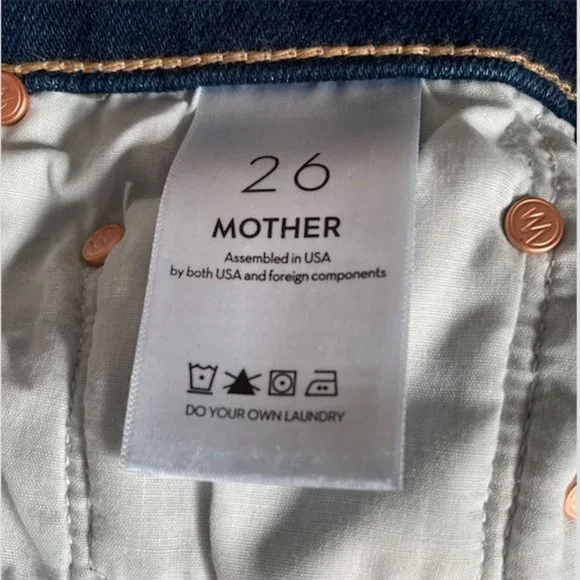 26
MOTHER
Assembled in USA
by both USA and foreign components
DO YOUR OWN LAUNDRY